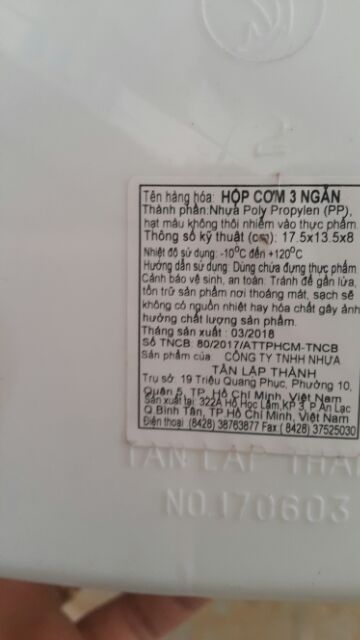 Tên hàng hóa: HỘP CƠM 3 NGĂN
Thành phần:Nhựa Poly Propylen (PP),
hạt màu không thôi nhiễm vào thực phẩm.
Thông số kỹ thuật (cm): 17.5x13.5x8
Nhiệt độ sử dụng: -10⁰C đến +120⁰C
Hướng dẫn sử dụng: Dùng chứa đựng thực phẩm
Cảnh báo vệ sinh, an toàn: Tránh để gần lửa,
tồn trữ sản phẩm nơi thoáng mát, sạch sẽ
không có nguồn nhiệt hay hóa chất gây ảnh
hưởng chất lượng sản phẩm.
Tháng sản xuất : 03/2018
Số TNCB: 80/2017/ATTPHCM-TNCB
Sản phẩm của: CÔNG TY TNHH NHỰA
TÂN LẬP THÀNH
Trụ sở: 19 Triệu Quang Phục, Phường 10,
Quận 5, TP. Hồ Chí Minh, Việt Nam
Sản xuất tại: 322A Hồ Học Lãm,KP 3, P.An Lạc
Q.Bình Tân, TP.Hồ Chí Minh, Việt Nam
Điện thoại (8428) 38763877 Fax (8428) 37525030
TAN LAP THA
NO.170603